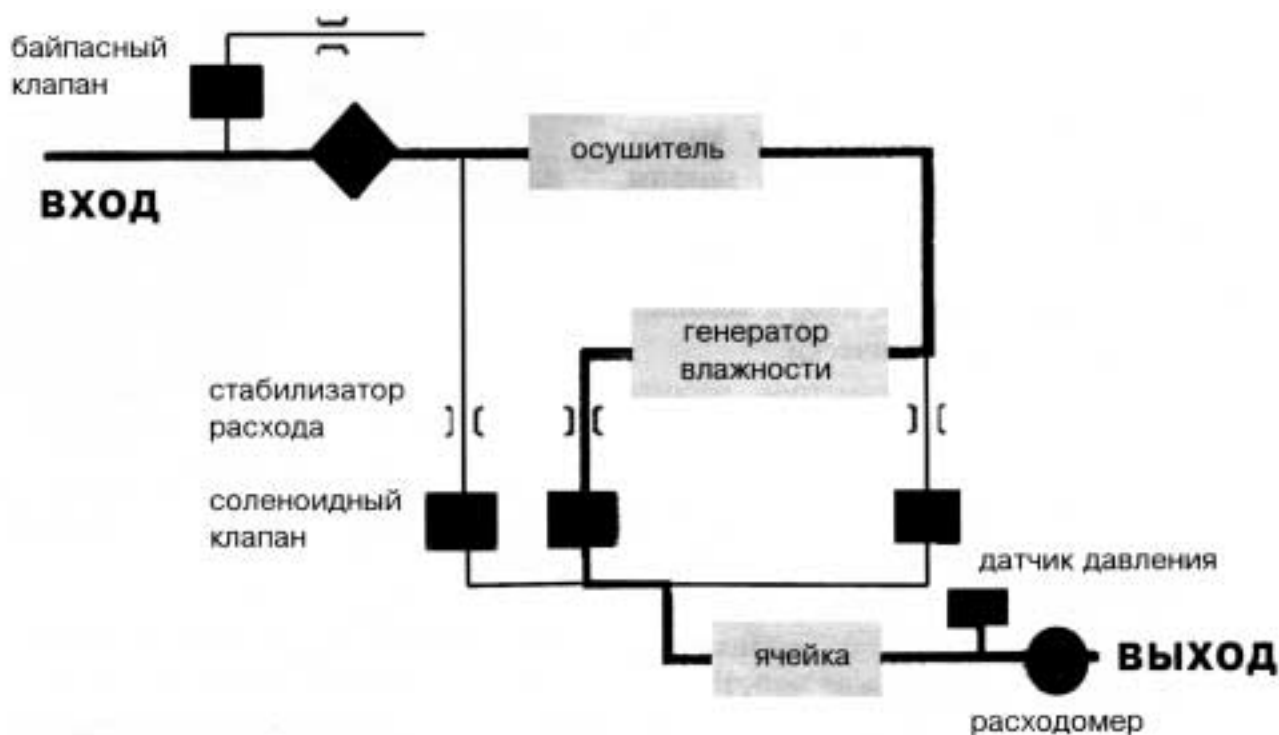 байпасный
клапан
осушитель
ВХОД
генератор
влажности
стабилизатор
расхода
соленоидный
клапан
датчик давления
ячейка
ВЫХОД
расходомер